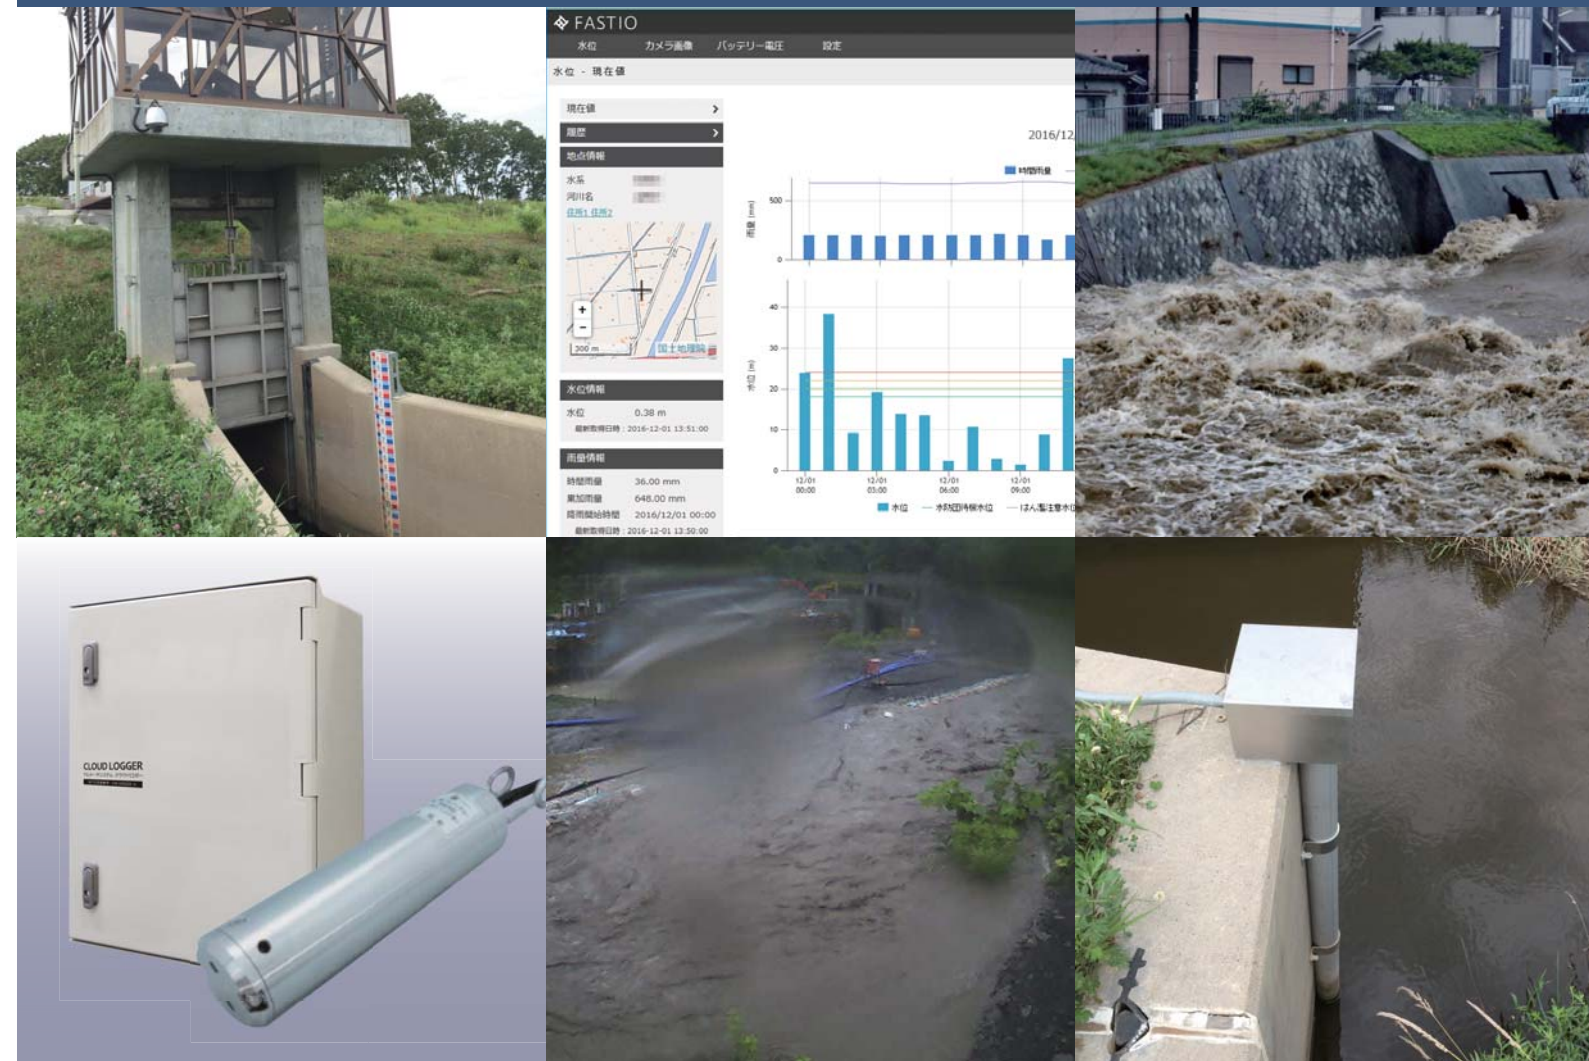 FASTIO
水位 カメラ画像 バッテリー電圧 設定
水位 - 現在値
現在値
履歴
地点情報
水系
河川名
住所1 住所2
+
−
300 m
国土地理院
水位情報
水位 0.38 m
最新取得日時：2016-12-01 13:51:00
雨量情報
時間雨量 36.00 mm
累加雨量 648.00 mm
降雨開始時間 2016/12/01 00:00
最新取得日時：2016-12-01 13:50:00
2016/12/
時間雨量
雨量 (mm)
500
0
水位 (m)
40
30
20
10
0
12/01 12/01 12/01 12/01
00:00 03:00 06:00 09:00
水位 水防団待機水位 はん濫注意水位
CLOUD LOGGER